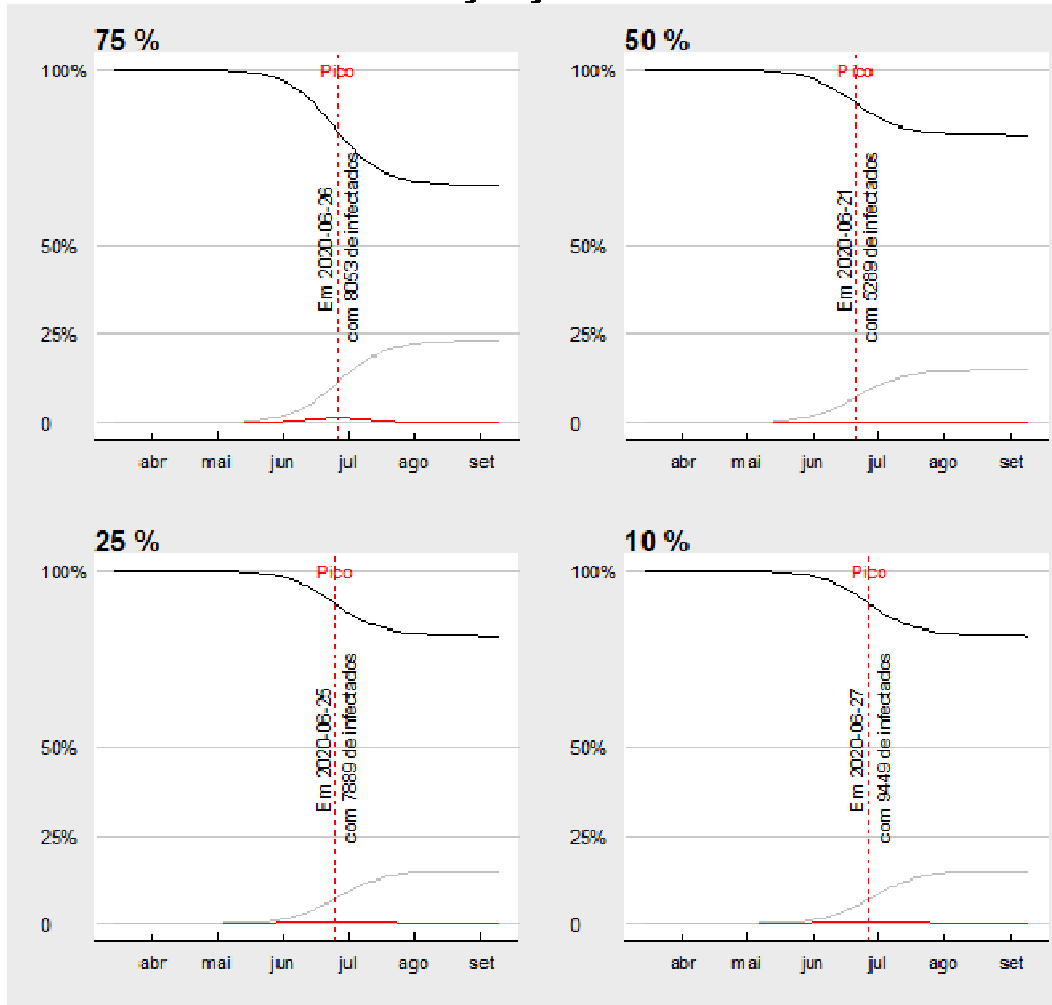 75 %
100%
50%
25%
0
Pico
Em 2020-06-26
com 8053 de infectados
abr mai jun jul ago set
50 %
100%
50%
25%
0
Pico
Em 2020-06-21
com 5289 de infectados
abr mai jun jul ago set
25 %
100%
50%
25%
0
Pico
Em 2020-06-25
com 7889 de infectados
abr mai jun jul ago set
10 %
100%
50%
25%
0
Pico
Em 2020-06-27
com 9449 de infectados
abr mai jun jul ago set